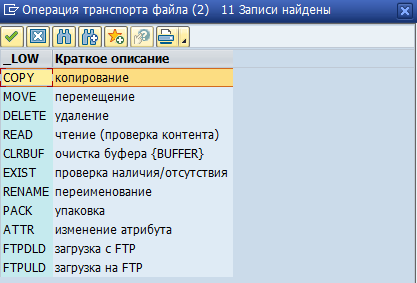 Операция транспорта файла (2) 11 Записи найдены
_LOW Краткое описание
COPY копирование
MOVE перемещение
DELETE удаление
READ чтение (проверка контента)
CLRBUF очистка буфера {BUFFER}
EXIST проверка наличия/отсутствия
RENAME переименование
PACK упаковка
ATTR изменение атрибута
FTPDLD загрузка с FTP
FTPULD загрузка на FTP